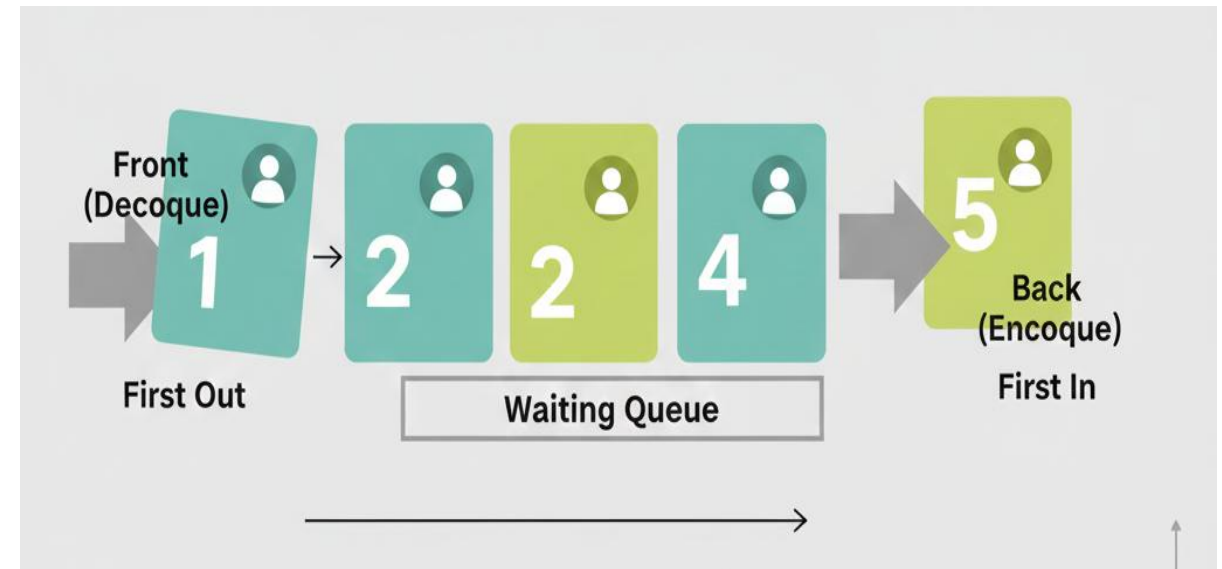 Front
(Decoque)
1
2
2
4
5
Back
(Encoque)
First Out
Waiting Queue
First In